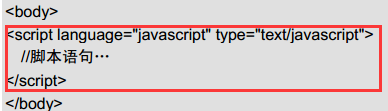 <body>
<script language="javascript" type="text/javascript">
//脚本语句…
</script>
</body>